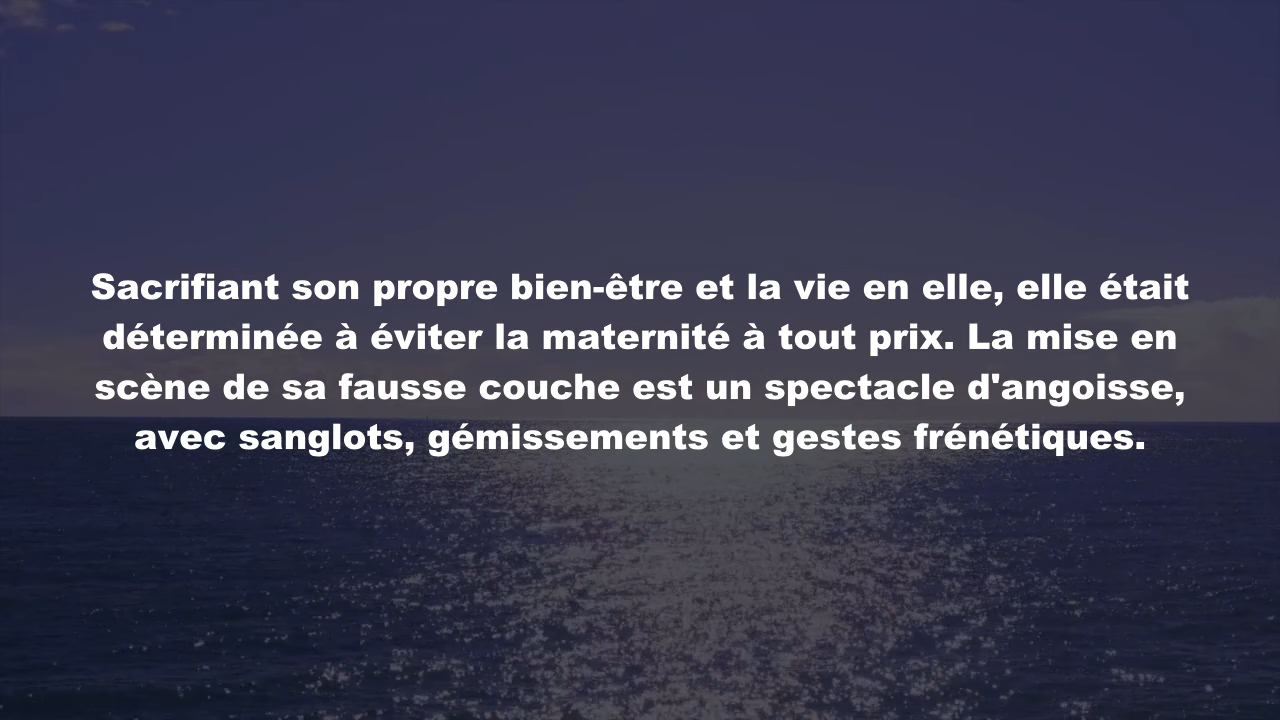 Sacrifiant son propre bien-être et la vie en elle, elle était
déterminée à éviter la maternité à tout prix. La mise en
scène de sa fausse couche est un spectacle d'angoisse,
avec sanglots, gémissements et gestes frénétiques.